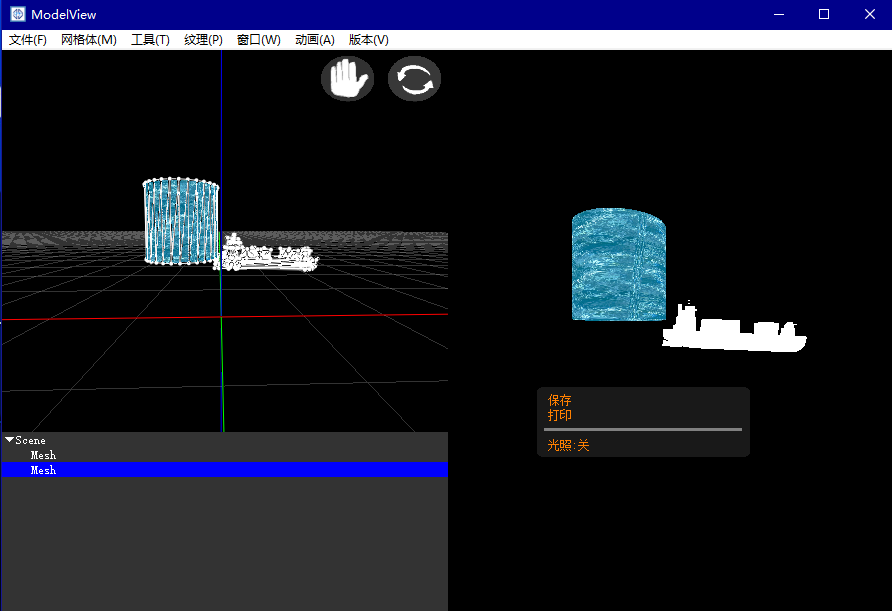 ModelView
文件(F) 网格体(M) 工具(T) 纹理(P) 窗口(W) 动画(A) 版本(V)
Scene
Mesh
Mesh
保存
打印
光照:关